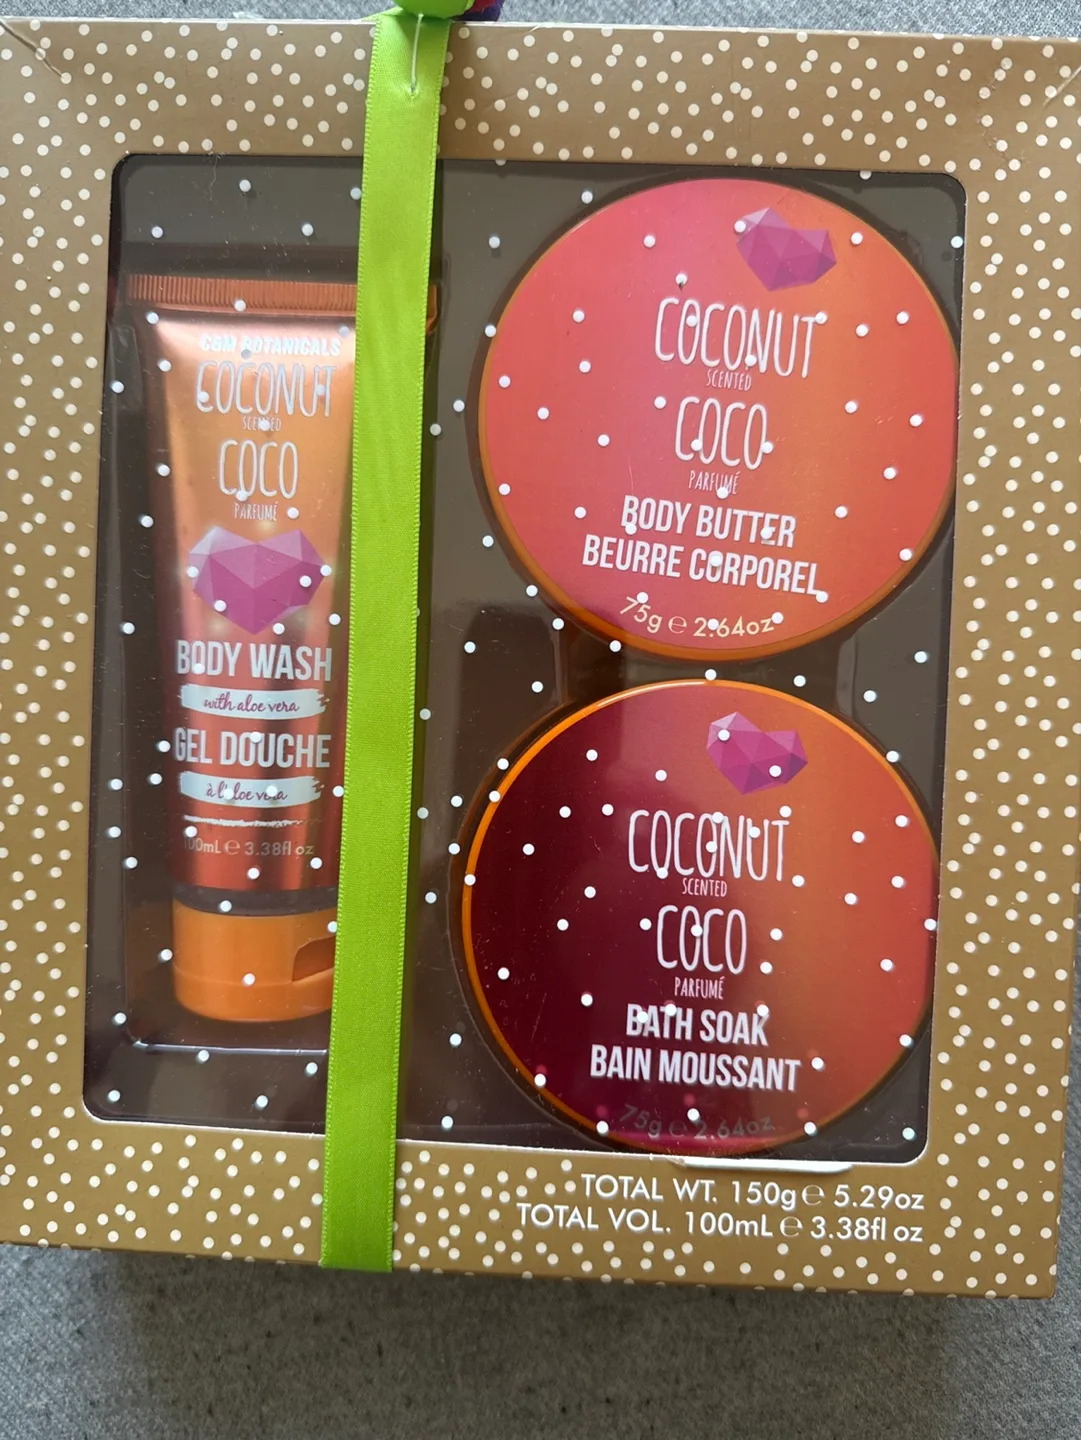 C&M BOTANICALS
COCONUT
SCENTED
COCO
PARFUMÉ
BODY WASH
with aloe vera
GEL DOUCHE
à l'aloe vera
100mL ℮ 3.38fl oz
COCONUT
SCENTED
COCO
PARFUMÉ
BODY BUTTER
BEURRE CORPOREL
75g ℮ 2.64oz
COCONUT
SCENTED
COCO
PARFUMÉ
BATH SOAK
BAIN MOUSSANT
75g ℮ 2.64oz
TOTAL WT. 150g ℮ 5.29oz
TOTAL VOL. 100mL ℮ 3.38fl oz